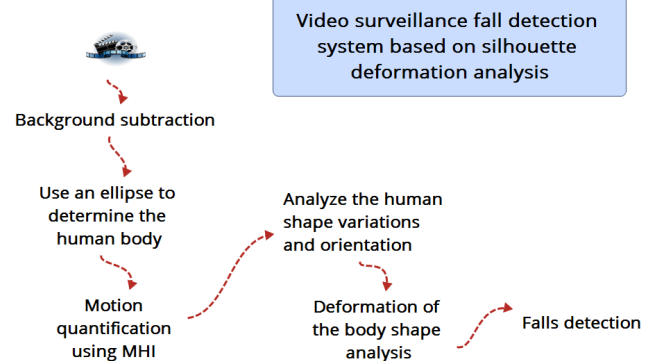 Video surveillance fall detection
system based on silhouette
deformation analysis
Background subtraction
Use an ellipse to
determine the
human body
Motion
quantification
using MHI
Analyze the human
shape variations
and orientation
Deformation of
the body shape
analysis
Falls detection